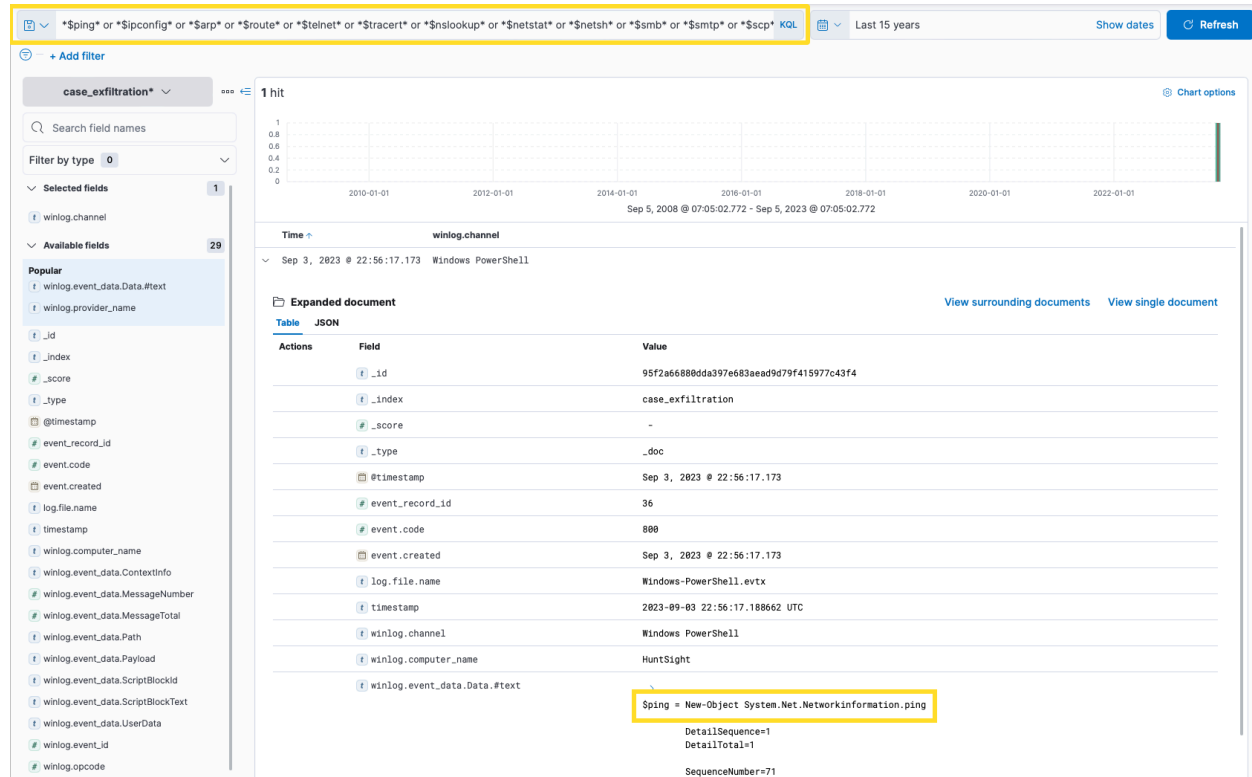 *$ping* or *$ipconfig* or *$arp* or *$route* or *$telnet* or *$tracert* or *$nslookup* or *$netstat* or *$netsh* or *$smb* or *$smtp* or *$scp* KQL Last 15 years Show dates Refresh
+ Add filter
case_exfiltration*
Search field names
Filter by type 0
Selected fields 1
winlog.channel
Available fields 29
Popular
winlog.event_data.Data.#text
winlog.provider_name
_id
_index
_score
_type
@timestamp
event_record_id
event.code
event.created
log.file.name
timestamp
winlog.computer_name
winlog.event_data.ContextInfo
winlog.event_data.MessageNumber
winlog.event_data.MessageTotal
winlog.event_data.Path
winlog.event_data.Payload
winlog.event_data.ScriptBlockId
winlog.event_data.ScriptBlockText
winlog.event_data.UserData
winlog.event_id
winlog.opcode
1 hit Chart options
1
0.8
0.6
0.4
0.2
0
2010-01-01 2012-01-01 2014-01-01 2016-01-01 2018-01-01 2020-01-01 2022-01-01
Sep 5, 2008 @ 07:05:02.772 - Sep 5, 2023 @ 07:05:02.772
Time winlog.channel
Sep 3, 2023 @ 22:56:17.173 Windows PowerShell
Expanded document View surrounding documents View single document
Table JSON
Actions Field Value
t _id 95f2a66880dda397e683aead9d79f415977c43f4
t _index case_exfiltration
# _score -
t _type _doc
@timestamp Sep 3, 2023 @ 22:56:17.173
# event_record_id 36
# event.code 800
event.created Sep 3, 2023 @ 22:56:17.173
t log.file.name Windows-PowerShell.evtx
t timestamp 2023-09-03 22:56:17.188662 UTC
t winlog.channel Windows PowerShell
t winlog.computer_name HuntSight
t winlog.event_data.Data.#text
$ping = New-Object System.Net.Networkinformation.ping
DetailSequence=1
DetailTotal=1
SequenceNumber=71